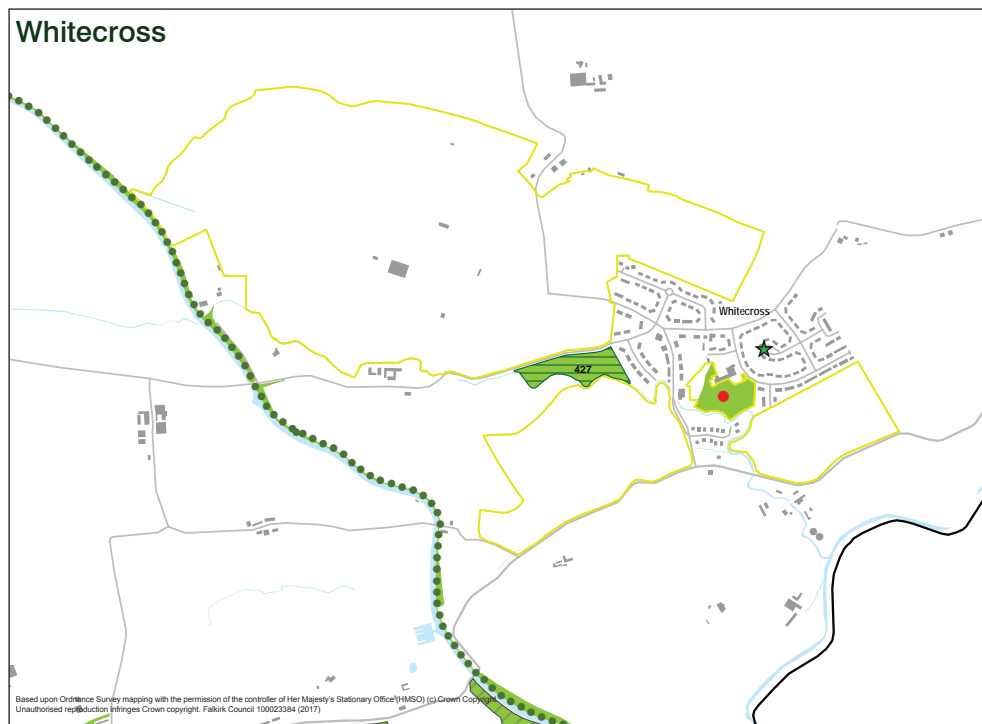 Whitecross
Whitecross
427
Based upon Ordnance Survey mapping with the permission of the controller of Her Majesty's Stationary Office (HMSO) (c) Crown Copyright.
Unauthorised reproduction infringes Crown copyright. Falkirk Council 100023384 (2017)